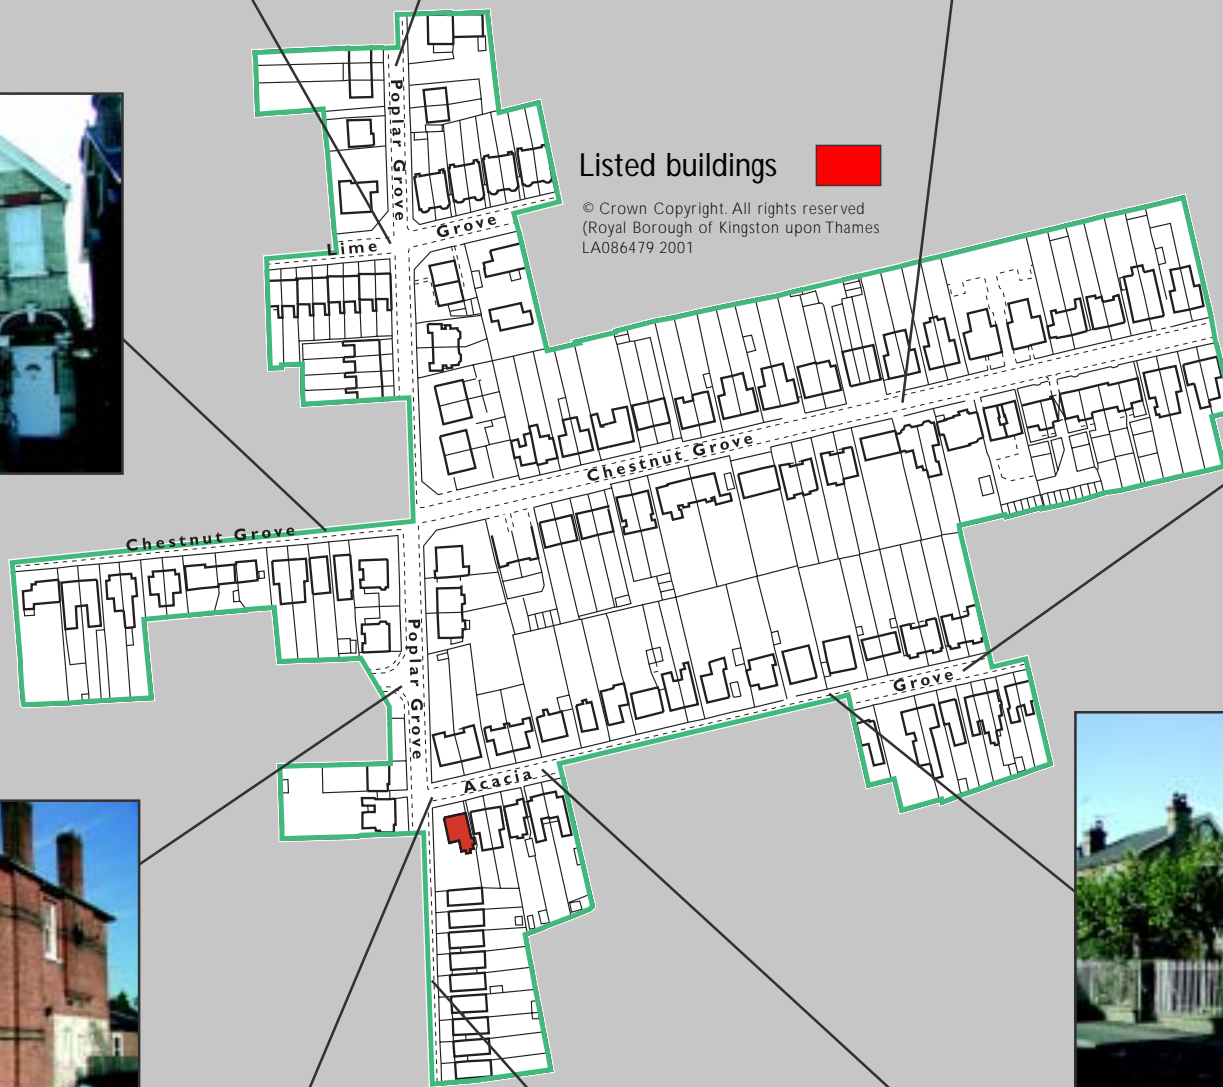 Poplar Grove
Listed buildings
© Crown Copyright. All rights reserved
(Royal Borough of Kingston upon Thames
LA086479 2001
Lime Grove
Chestnut Grove
Chestnut Grove
Poplar Grove
Grove
Acacia